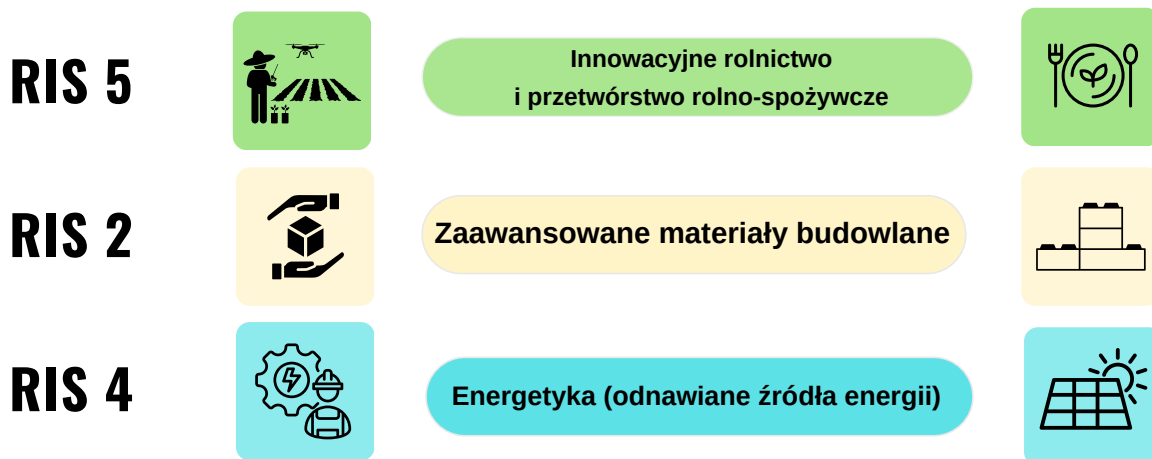 RIS 5
Innowacyjne rolnictwo
i przetwórstwo rolno-spożywcze
RIS 2
Zaawansowane materiały budowlane
RIS 4
Energetyka (odnawiane źródła energii)